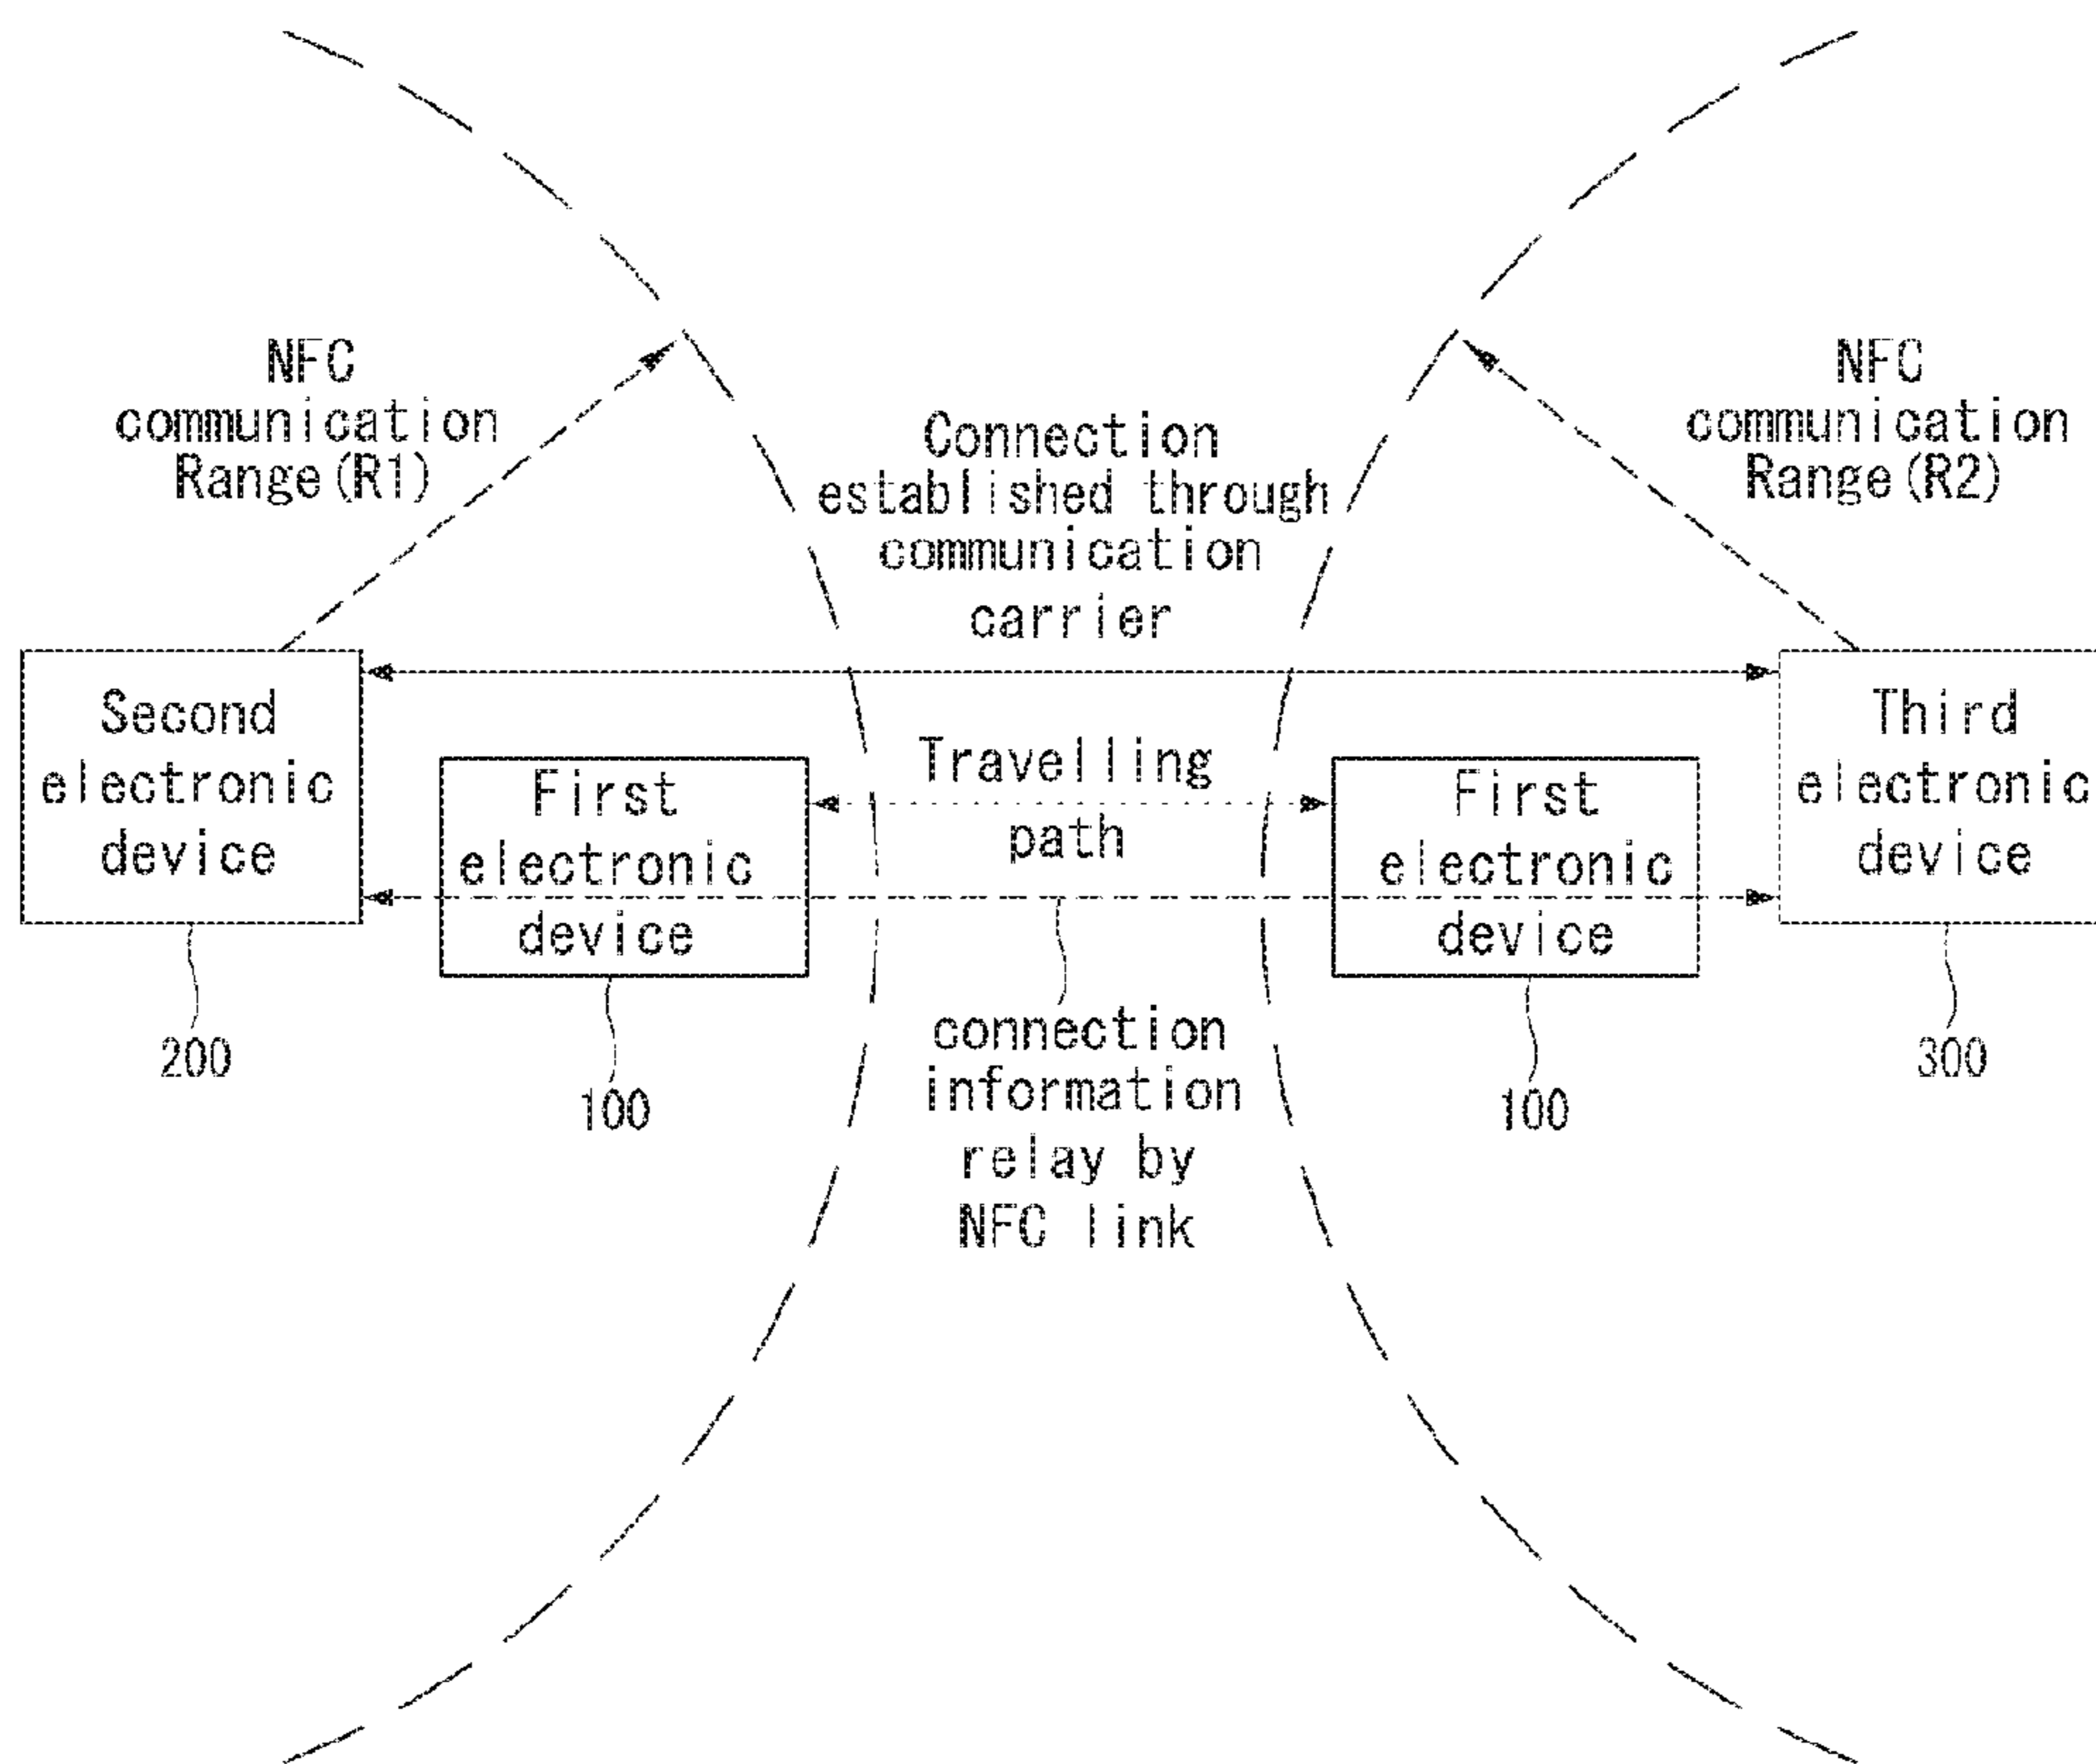 NFC
communication
Range(R1)
NFC
communication
Range(R2)
Connection
established through
communication
carrier
Second
electronic
device
First
electronic
device
Travelling
path
First
electronic
device
Third
electronic
device
200
100
connection
information
relay by
NFC link
100
300